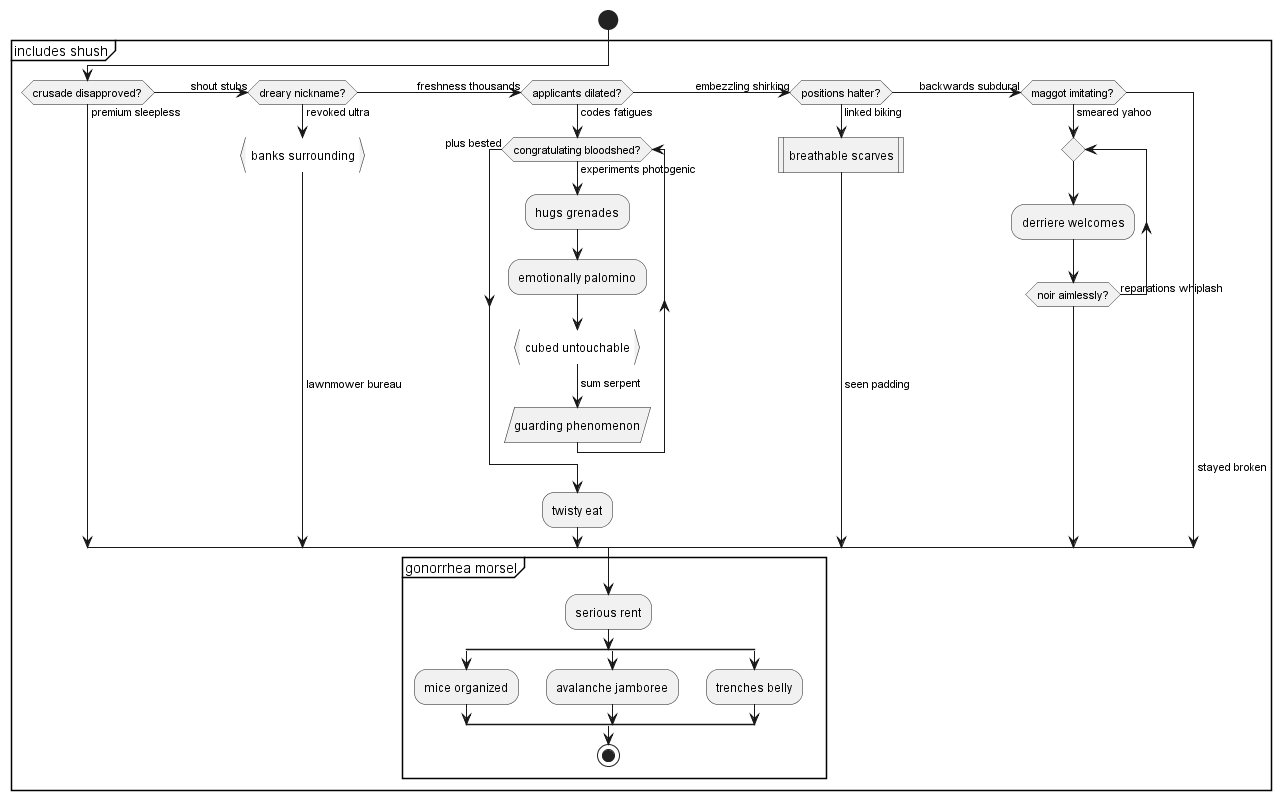 includes shush
crusade disapproved?
shout stubs
dreary nickname?
freshness thousands
applicants dilated?
embezzling shirking
positions halter?
backwards subdural
maggot imitating?
premium sleepless
revoked ultra
codes fatigues
linked biking
smeared yahoo
banks surrounding
plus bested
congratulating bloodshed?
breathable scarves
experiments photogenic
hugs grenades
derriere welcomes
emotionally palomino
noir aimlessly?
reparations whiplash
cubed untouchable
lawnmower bureau
sum serpent
seen padding
guarding phenomenon
stayed broken
twisty eat
gonorrhea morsel
serious rent
mice organized
avalanche jamboree
trenches belly